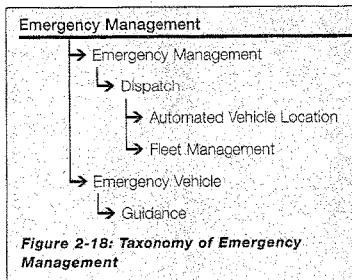 Emergency Management
Emergency Management
Dispatch
Automated Vehicle Location
Fleet Management
Emergency Vehicle
Guidance
Figure 2-18: Taxonomy of Emergency
Management